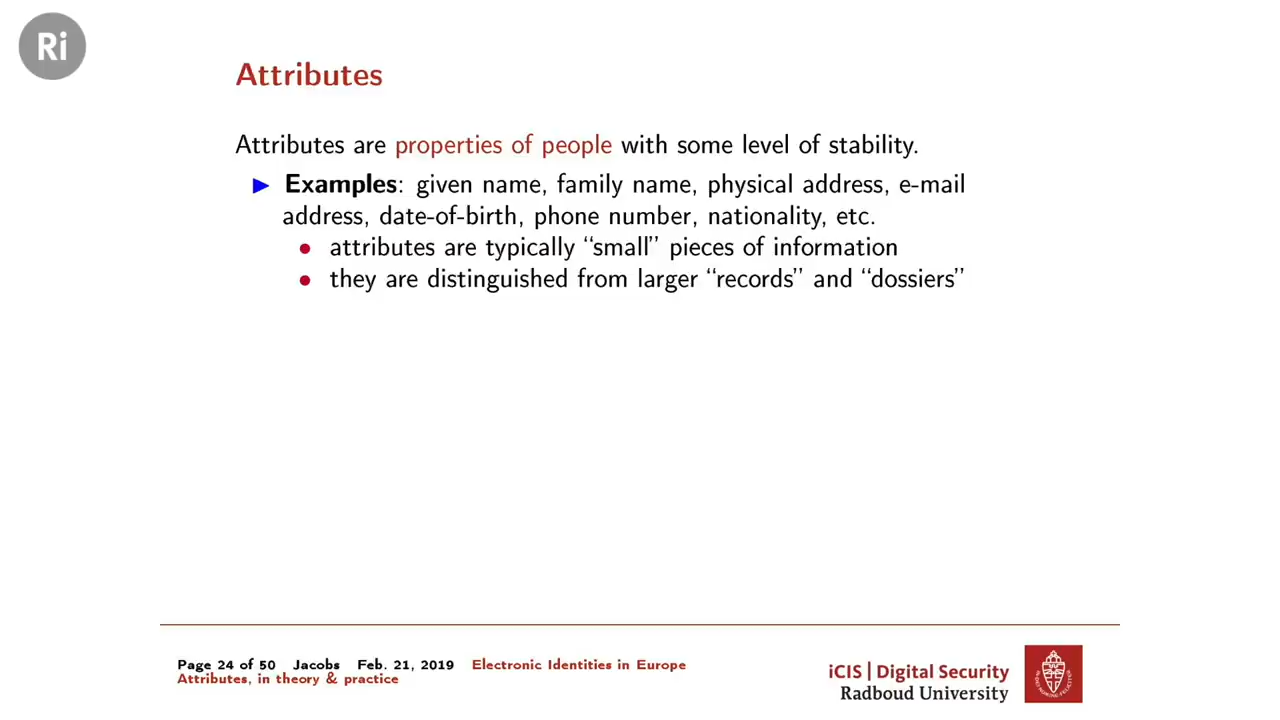 Ri
Attributes
Attributes are properties of people with some level of stability.
▶ Examples: given name, family name, physical address, e-mail
address, date-of-birth, phone number, nationality, etc.
• attributes are typically “small” pieces of information
• they are distinguished from larger “records” and “dossiers”
Page 24 of 50 Jacobs Feb. 21, 2019 Electronic Identities in Europe
Attributes, in theory & practice
iCIS | Digital Security
Radboud University